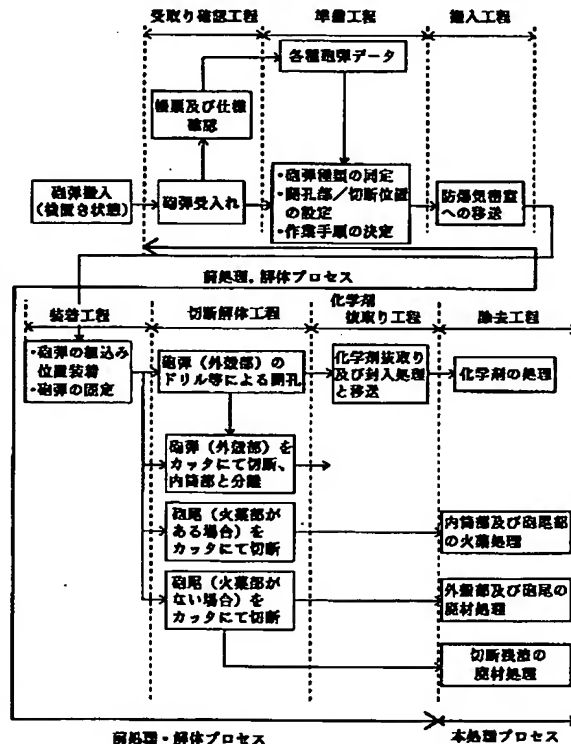 受取り確認工程
準備工程
搬入工程
各種砲弾データ
帳票及び仕様
確認
砲弾搬入
(横置き状態)
砲弾受入れ
・砲弾種類の同定
・開孔部/切断位置
の設定
・作業手順の決定
防爆気密室
への移送
前処理,解体プロセス
装着工程
切断解体工程
化学剤
抜取り工程
除去工程
・砲弾の組込み
位置装着
・砲弾の固定
砲弾(外殻部)の
ドリル等による開孔
化学剤抜取り
及び封入処理
と移送
化学剤の処理
砲弾(外殻部)を
カッタにて切断、
内筒部と分離
砲尾(火薬部が
ある場合)を
カッタにて切断
内筒部及び砲尾部
の火薬処理
砲尾(火薬部が
ない場合)を
カッタにて切断
外殻部及び砲尾の
廃材処理
切断残渣の
廃材処理
前処理・解体プロセス
本処理プロセス